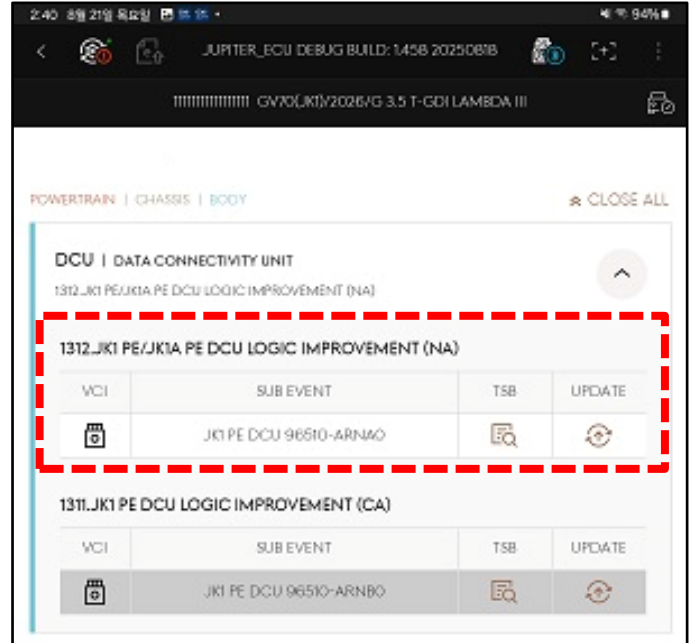 2:40 8월 21일 목요일 94%
JUPITER_ECU DEBUG BUILD: 1.458 20250818
11111111111111111 GV70(JK1)/2026/G 3.5 T-GDI LAMBDA III
POWERTRAIN | CHASSIS | BODY CLOSE ALL
DCU | DATA CONNECTIVITY UNIT
1312.JK1 PE/JK1A PE DCU LOGIC IMPROVEMENT (NA)
1312.JK1 PE/JK1A PE DCU LOGIC IMPROVEMENT (NA)
VCI SUB EVENT TSB UPDATE
JK1 PE DCU 96510-ARNA0
1311.JK1 PE DCU LOGIC IMPROVEMENT (CA)
VCI SUB EVENT TSB UPDATE
JK1 PE DCU 96510-ARNB0